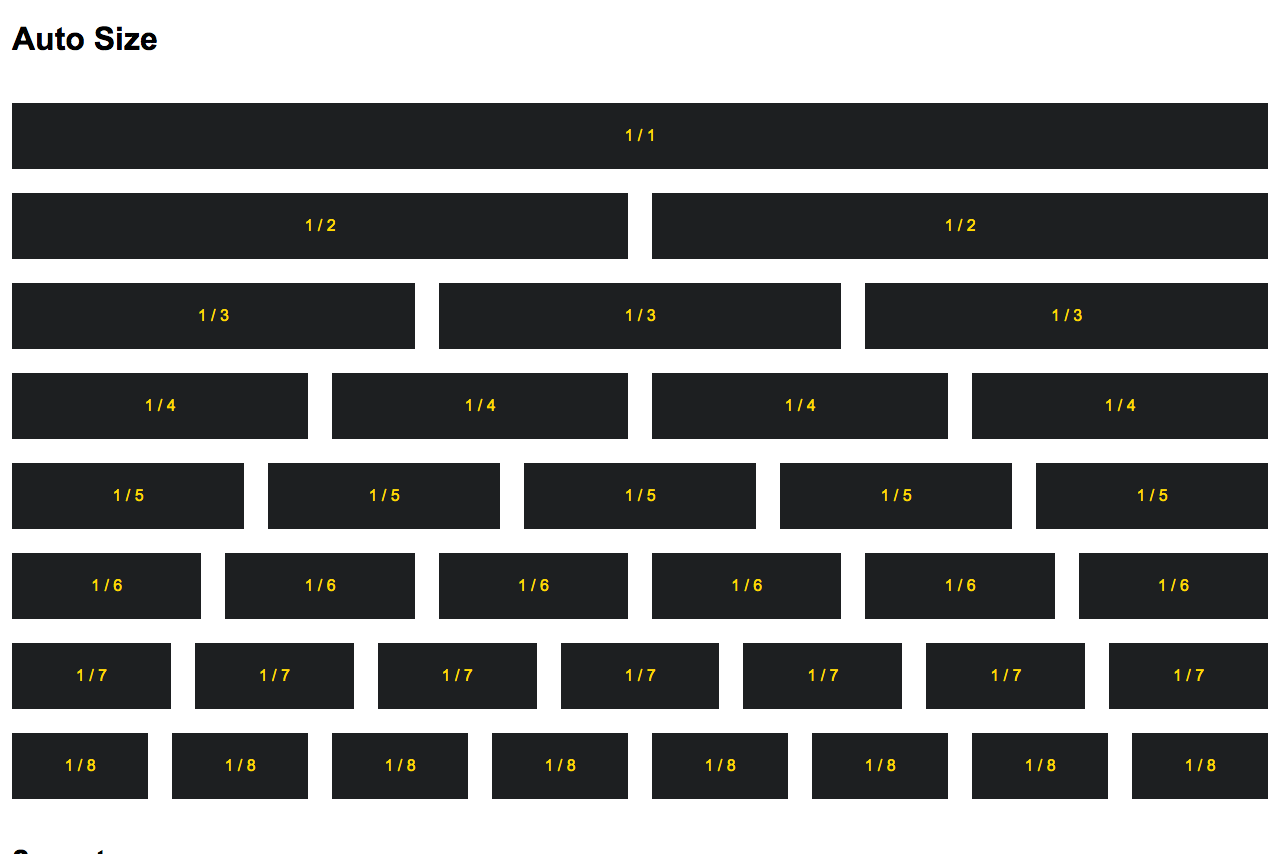 Auto Size
1 / 1
1 / 2 1 / 2
1 / 3 1 / 3 1 / 3
1 / 4 1 / 4 1 / 4 1 / 4
1 / 5 1 / 5 1 / 5 1 / 5 1 / 5
1 / 6 1 / 6 1 / 6 1 / 6 1 / 6 1 / 6
1 / 7 1 / 7 1 / 7 1 / 7 1 / 7 1 / 7 1 / 7
1 / 8 1 / 8 1 / 8 1 / 8 1 / 8 1 / 8 1 / 8 1 / 8